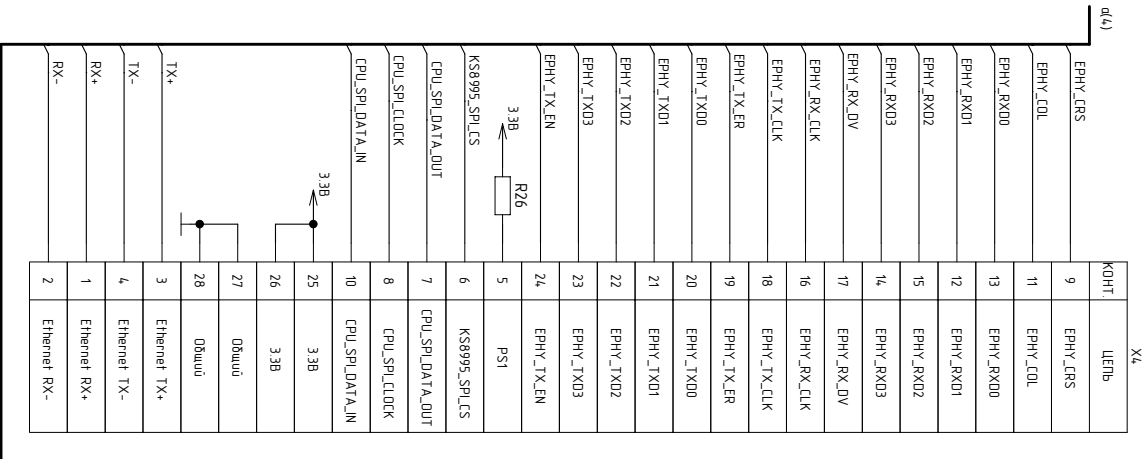 d(4)
X4
КОНТ.	ЦЕПЬ
EPHY_CRS	9	EPHY_CRS
EPHY_COL	11	EPHY_COL
EPHY_RXD0	13	EPHY_RXD0
EPHY_RXD1	12	EPHY_RXD1
EPHY_RXD2	15	EPHY_RXD2
EPHY_RXD3	14	EPHY_RXD3
EPHY_RX_DV	17	EPHY_RX_DV
EPHY_RX_CLK	16	EPHY_RX_CLK
EPHY_TX_CLK	18	EPHY_TX_CLK
EPHY_TX_ER	19	EPHY_TX_ER
EPHY_TXD0	20	EPHY_TXD0
EPHY_TXD1	21	EPHY_TXD1
EPHY_TXD2	22	EPHY_TXD2
EPHY_TXD3	23	EPHY_TXD3
EPHY_TX_EN	24	EPHY_TX_EN
3.3В	R26	5	PS1
KS8995_SPI_CS	6	KS8995_SPI_CS
CPU_SPI_DATA_OUT	7	CPU_SPI_DATA_OUT
CPU_SPI_CLOCK	8	CPU_SPI_CLOCK
CPU_SPI_DATA_IN	10	CPU_SPI_DATA_IN
3.3В	25	3.3В
26	3.3В
27	Общий
28	Общий
TX+	3	Ethernet TX+
TX-	4	Ethernet TX-
RX+	1	Ethernet RX+
RX-	2	Ethernet RX-